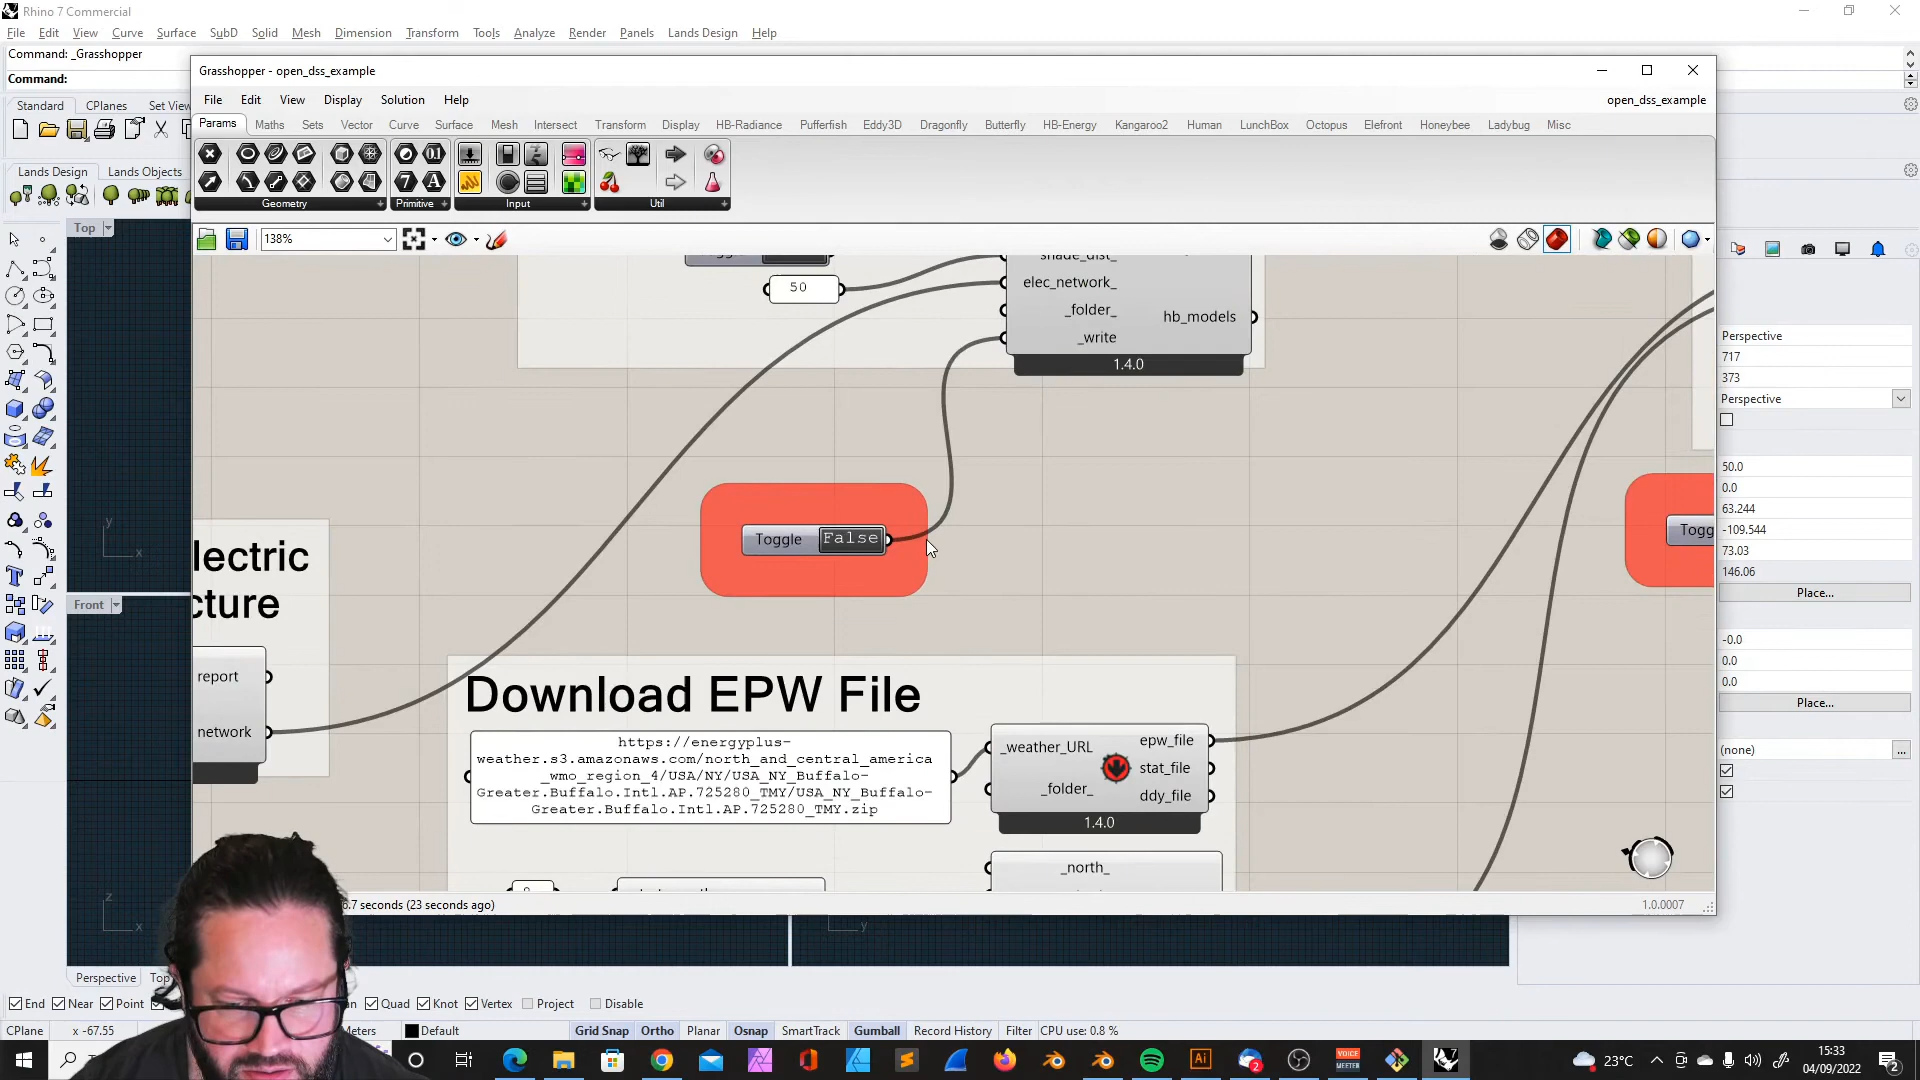 Rhino 7 Commercial
File Edit View Curve Surface SubD Solid Mesh Dimension Transform Tools Analyze Render Panels Lands Design Help
Command: _Grasshopper
Command:
Standard CPlanes Set View
Lands Design Lands Objects
Top
Front
Grasshopper - open_dss_example
File Edit View Display Solution Help
open_dss_example
Params Maths Sets Vector Curve Surface Mesh Intersect Transform Display HB-Radiance Pufferfish Eddy3D Dragonfly Butterfly HB-Energy Kangaroo2 Human LunchBox Octopus Elefront Honeybee Ladybug Misc
Geometry Primitive Input Util
138%
shade_dist_
50
elec_network_
_folder_
hb_models
_write
1.4.0
Toggle False
Togg
lectric
cture
report
network
Download EPW File
https://energyplus-
weather.s3.amazonaws.com/north_and_central_america
_wmo_region_4/USA/NY/USA_NY_Buffalo-
Greater.Buffalo.Intl.AP.725280_TMY/USA_NY_Buffalo-
Greater.Buffalo.Intl.AP.725280_TMY.zip
_weather_URL
_folder_
epw_file
stat_file
ddy_file
1.4.0
_north_
6.7 seconds (23 seconds ago)
1.0.0007
Perspective
717
373
Perspective
50.0
0.0
63.244
-109.544
73.03
146.06
Place...
-0.0
0.0
0.0
Place...
(none)
...
y
x
z
x
y
Perspective Top
End Near Point Quad Knot Vertex Project Disable
CPlane x -67.55 Meters Default Grid Snap Ortho Planar Osnap SmartTrack Gumball Record History Filter CPU use: 0.8 %
VOICE
MEETER
23°C
15:33
04/09/2022
2